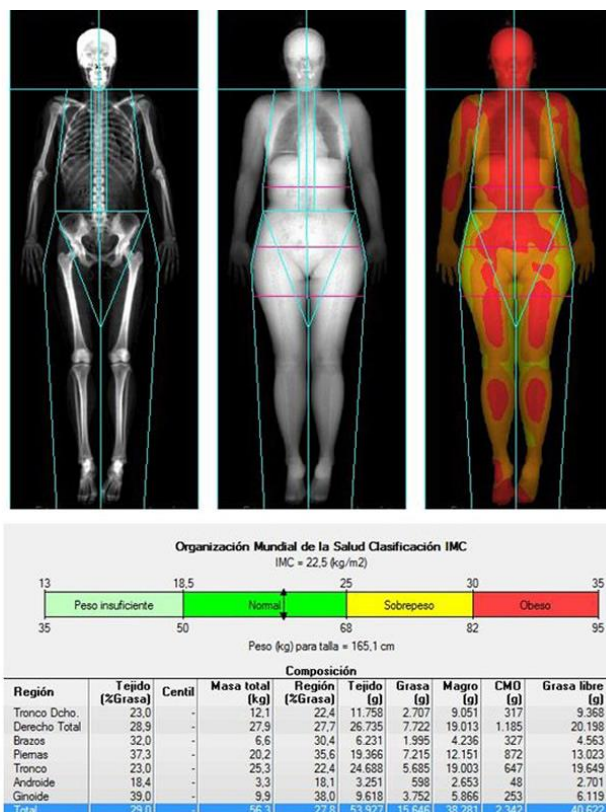 Organización Mundial de la Salud Clasificación IMC
IMC = 22,5 (kg/m2)
13 18,5 25 30 35
Peso insuficiente Normal Sobrepeso Obeso
35 50 68 82 95
Peso (kg) para talla = 165,1 cm
Composición
Región Tejido (%Grasa) Centil Masa total (kg) Región (%Grasa) Tejido (g) Grasa (g) Magro (g) CMO (g) Grasa libre (g)
Tronco Dcho. 23,0 - 12,1 22,4 11.758 2.707 9.051 317 9.368
Derecho Total 28,9 - 27,9 27,7 26.735 7.722 19.013 1.185 20.198
Brazos 32,0 - 6,6 30,4 6.231 1.995 4.236 327 4.563
Piernas 37,3 - 20,2 35,6 19.366 7.215 12.151 872 13.023
Tronco 23,0 - 25,3 22,4 24.688 5.685 19.003 647 19.649
Androide 18,4 - 3,3 18,1 3.251 598 2.653 48 2.701
Ginoide 39,0 - 9,9 38,0 9.618 3.752 5.866 253 6.119
Total 29,0 - 56,3 27,8 53.927 15.646 38.281 2.340 40.622